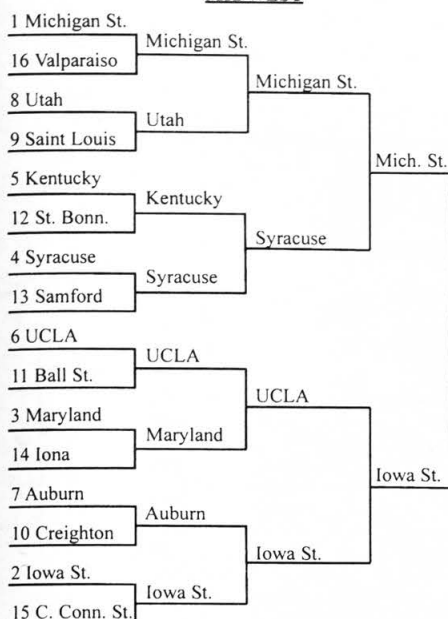 1 Michigan St.
Michigan St.
16 Valparaiso
Michigan St.
8 Utah
Utah
9 Saint Louis
Mich. St.
5 Kentucky
Kentucky
12 St. Bonn.
Syracuse
4 Syracuse
Syracuse
13 Samford
6 UCLA
UCLA
11 Ball St.
UCLA
3 Maryland
Maryland
14 Iona
Iowa St.
7 Auburn
Auburn
10 Creighton
Iowa St.
2 Iowa St.
Iowa St.
15 C. Conn. St.